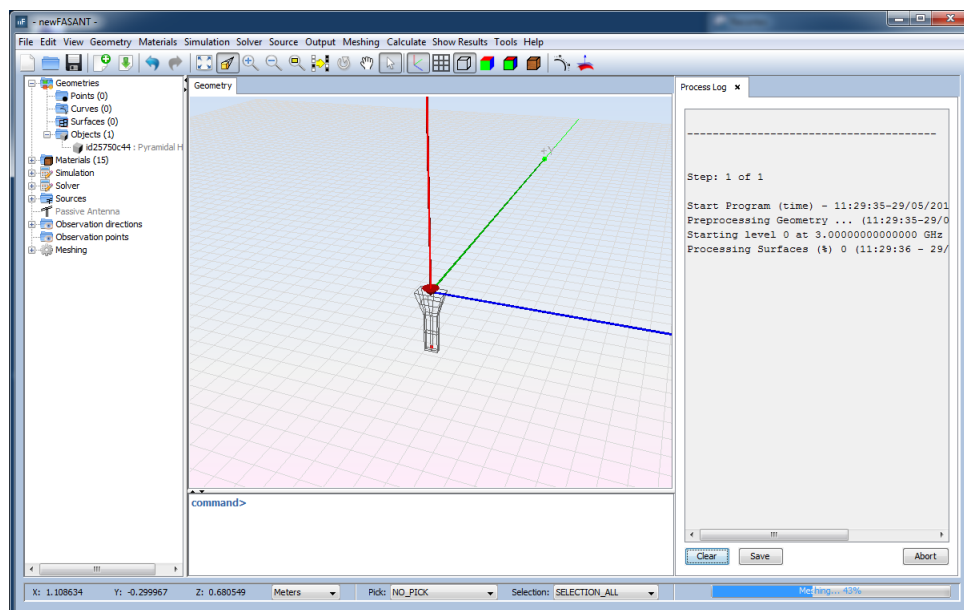 nF - newFASANT -
File Edit View Geometry Materials Simulation Solver Source Output Meshing Calculate Show Results Tools Help
Geometries
Points (0)
Curves (0)
Surfaces (0)
Objects (1)
id25750c44 : Pyramidal H
Materials (15)
Simulation
Solver
Sources
Passive Antenna
Observation directions
Observation points
Meshing
Geometry
+Y
command>
Process Log
----------------------------------
Step: 1 of 1
Start Program (time) - 11:29:35-29/05/201
Preprocessing Geometry ... (11:29:35-29/0
Starting level 0 at 3.00000000000000 GHz
Processing Surfaces (%) 0 (11:29:36 - 29/
Clear Save Abort
X: 1.108634 Y: -0.299967 Z: 0.680549 Meters Pick: NO_PICK Selection: SELECTION_ALL Meshing... 43%